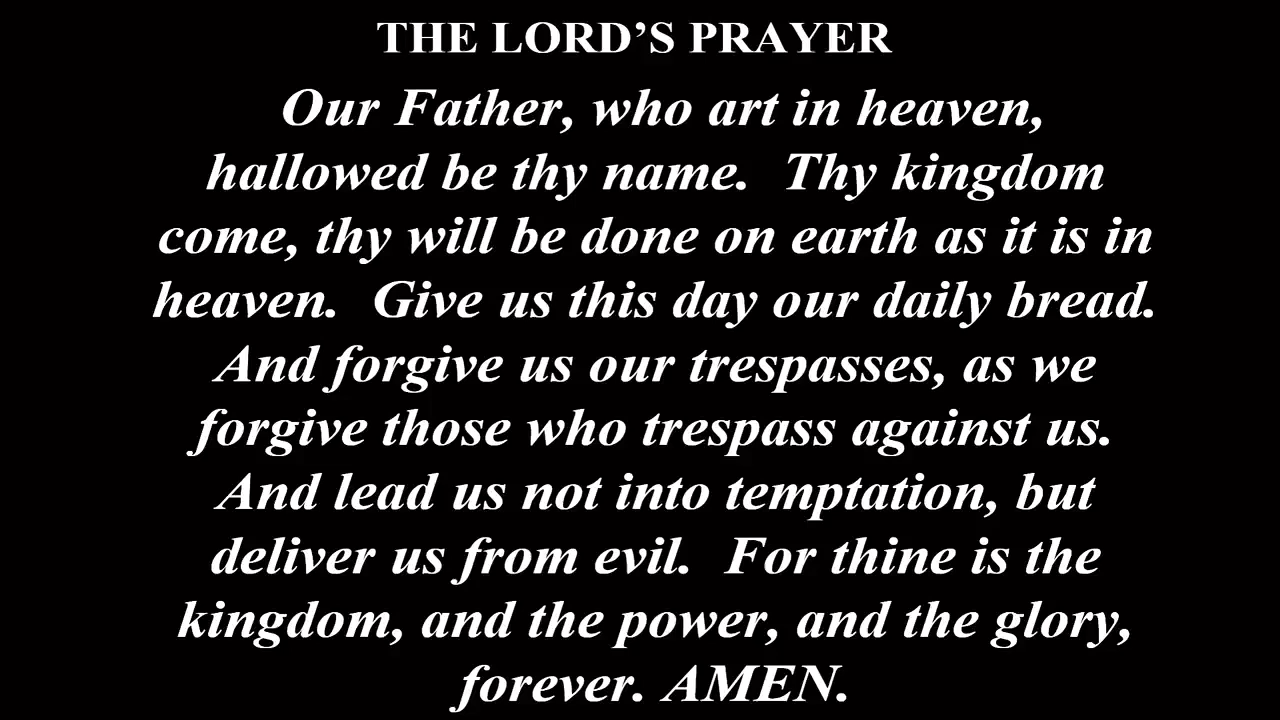 THE LORD’S PRAYER
Our Father, who art in heaven,
hallowed be thy name.  Thy kingdom
come, thy will be done on earth as it is in
heaven.  Give us this day our daily bread.
And forgive us our trespasses, as we
forgive those who trespass against us.
And lead us not into temptation, but
deliver us from evil.  For thine is the
kingdom, and the power, and the glory,
forever. AMEN.